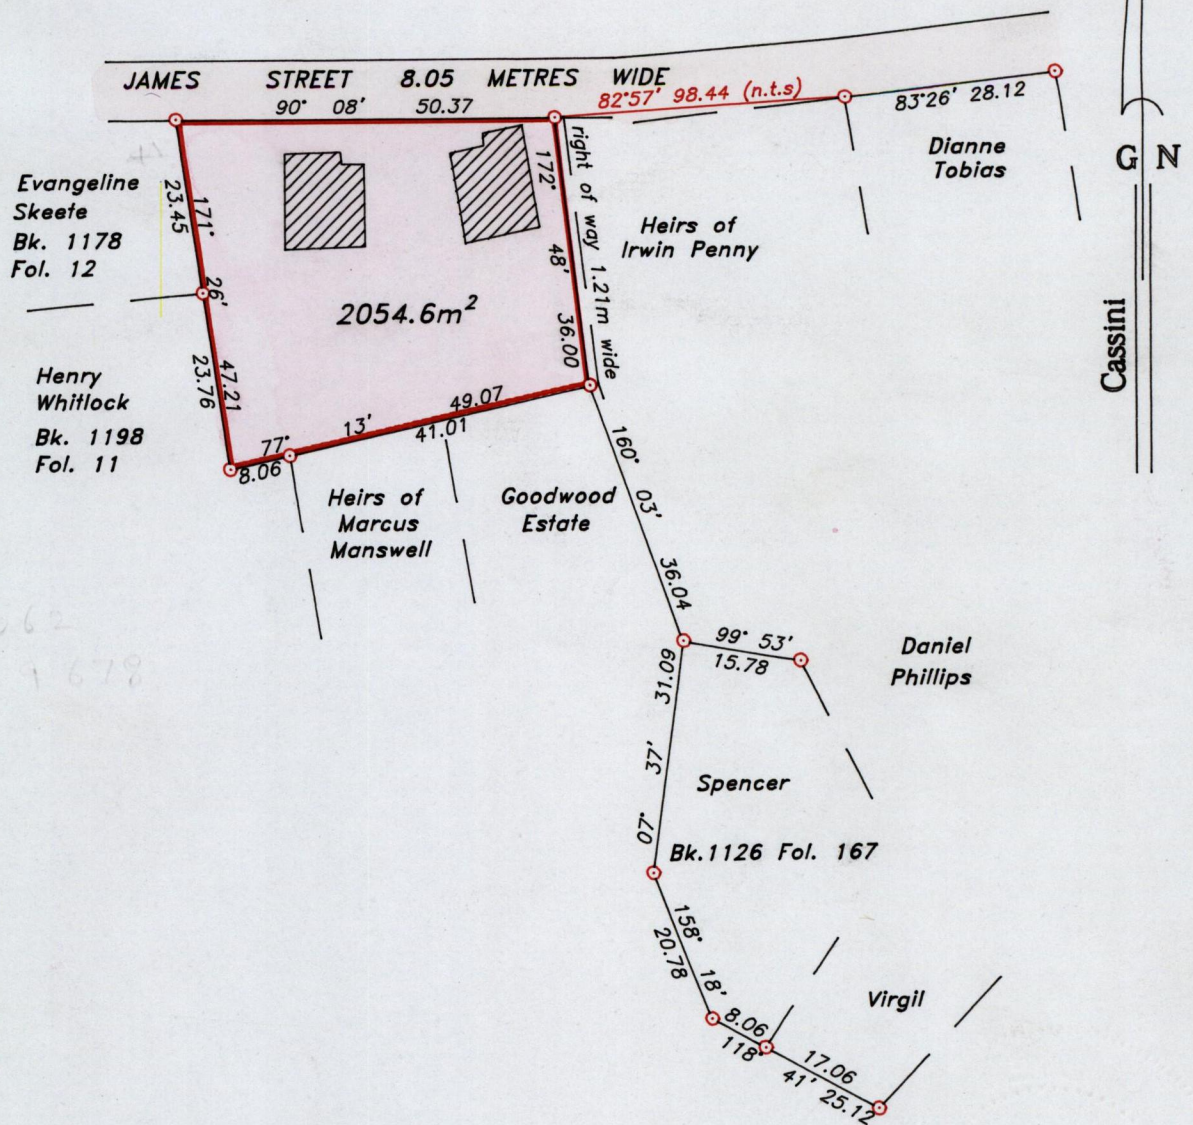 JAMES STREET 8.05 METRES WIDE
90° 08' 50.37
82°57' 98.44 (n.t.s)
83°26' 28.12
Dianne
Tobias
G N
Cassini
Evangeline
Skeete
Bk. 1178
Fol. 12
171° 26' 47.21
23.45
23.76
172° 48' 36.00
right of way 1.21m wide
Heirs of
Irwin Penny
2054.6m²
Henry
Whitlock
Bk. 1198
Fol. 11
77° 13' 49.07
8.06
41.01
Heirs of
Marcus
Manswell
Goodwood
Estate
160° 03' 36.04
99° 53'
15.78
Daniel
Phillips
07° 37' 31.09
Spencer
Bk.1126 Fol. 167
158° 18'
20.78
Virgil
8.06
17.06
118° 41' 25.12